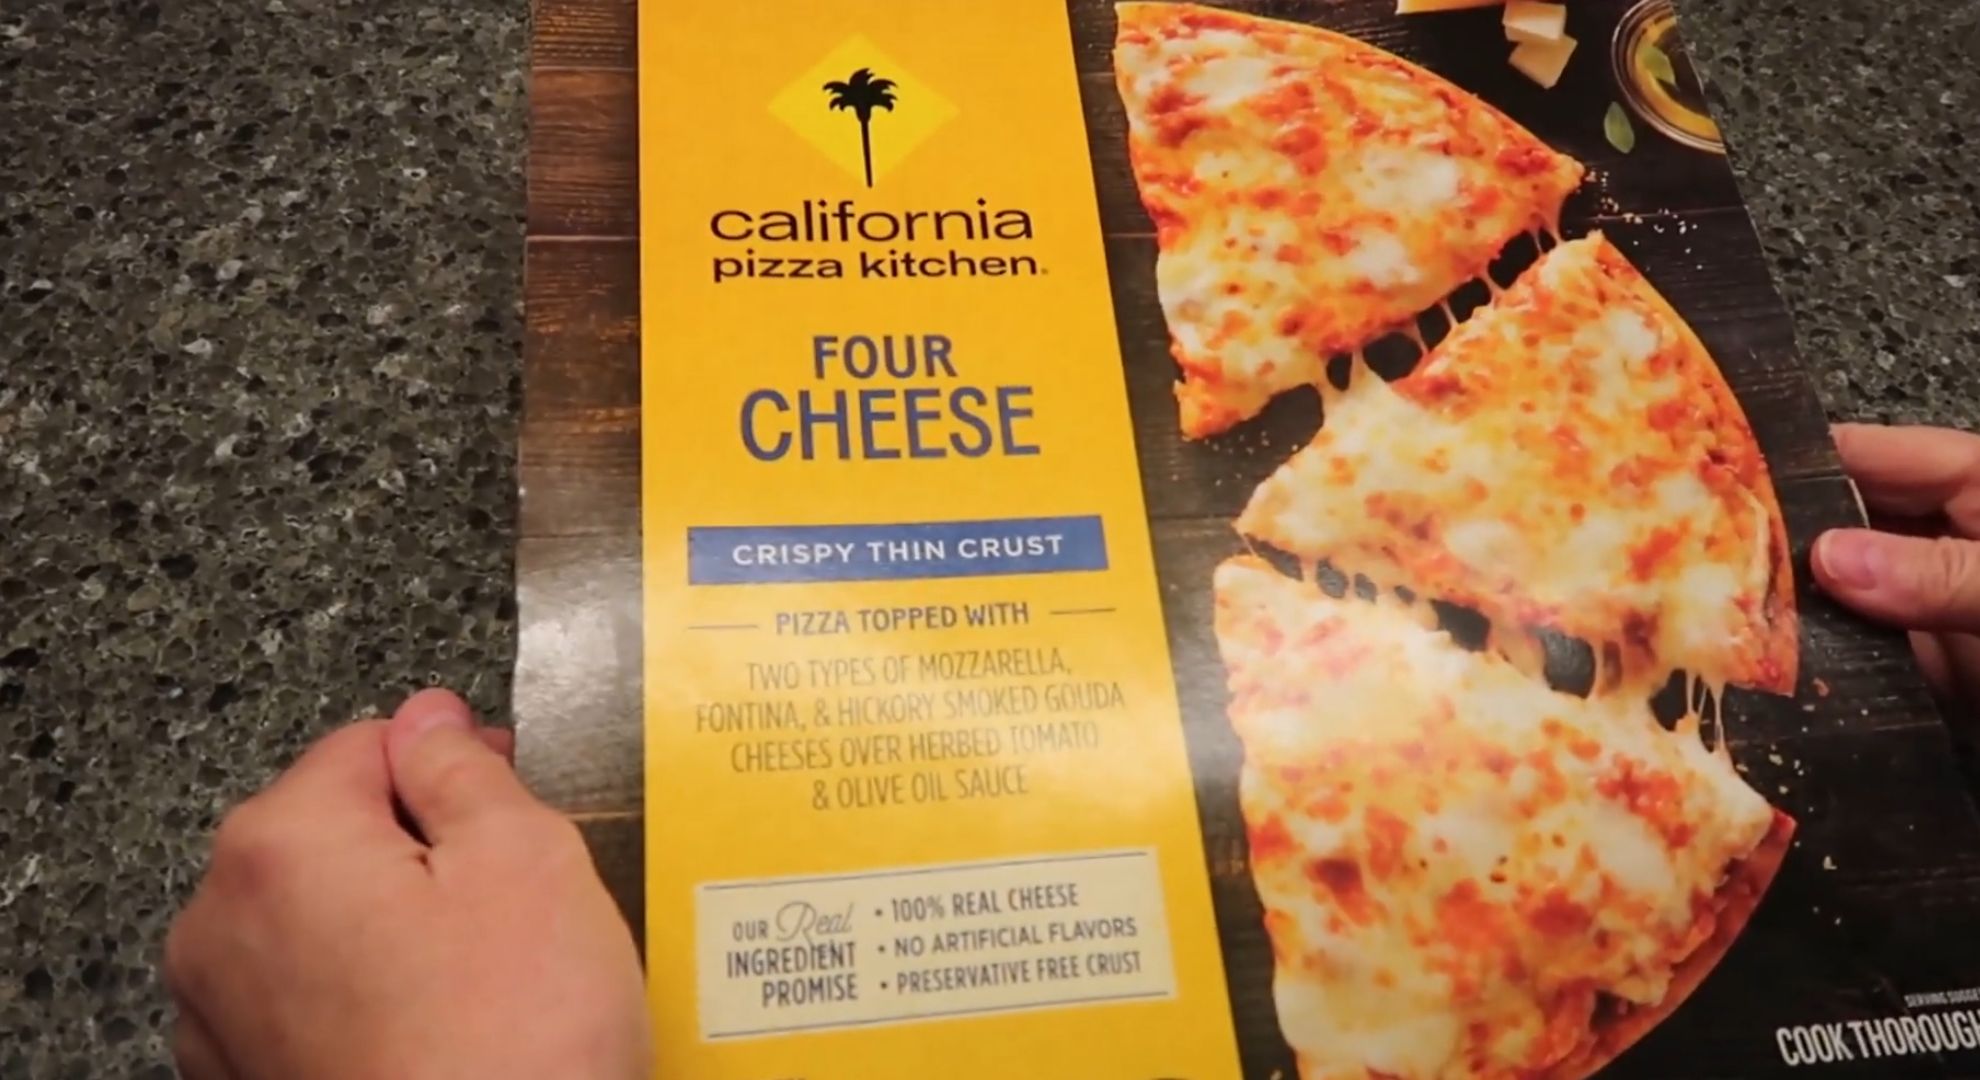 california
pizza kitchen
FOUR
CHEESE
CRISPY THIN CRUST
PIZZA TOPPED WITH
TWO TYPES OF MOZZARELLA,
FONTINA, & HICKORY SMOKED GOUDA
CHEESES OVER HERBED TOMATO
& OLIVE OIL SAUCE
OUR Real
INGREDIENT
PROMISE
• 100% REAL CHEESE
• NO ARTIFICIAL FLAVORS
• PRESERVATIVE FREE CRUST
SERVING
COOK